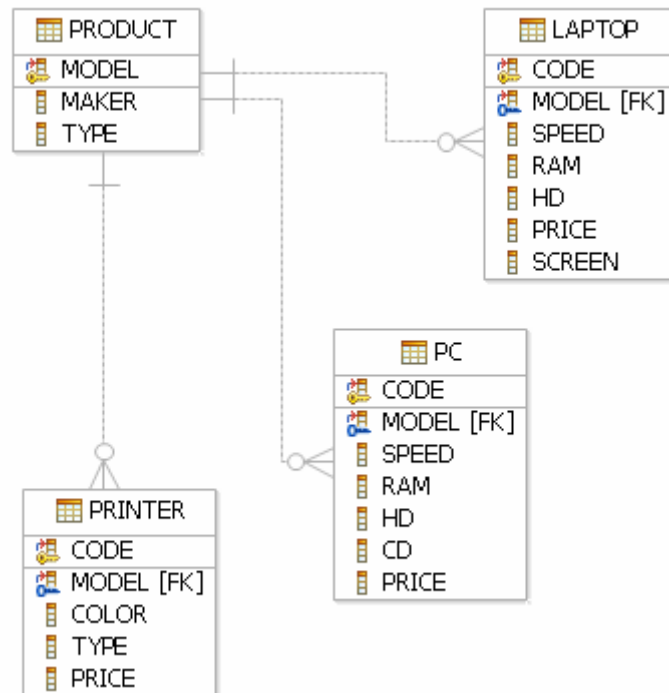 PRODUCT
MODEL
MAKER
TYPE
LAPTOP
CODE
MODEL [FK]
SPEED
RAM
HD
PRICE
SCREEN
PC
CODE
MODEL [FK]
SPEED
RAM
HD
CD
PRICE
PRINTER
CODE
MODEL [FK]
COLOR
TYPE
PRICE